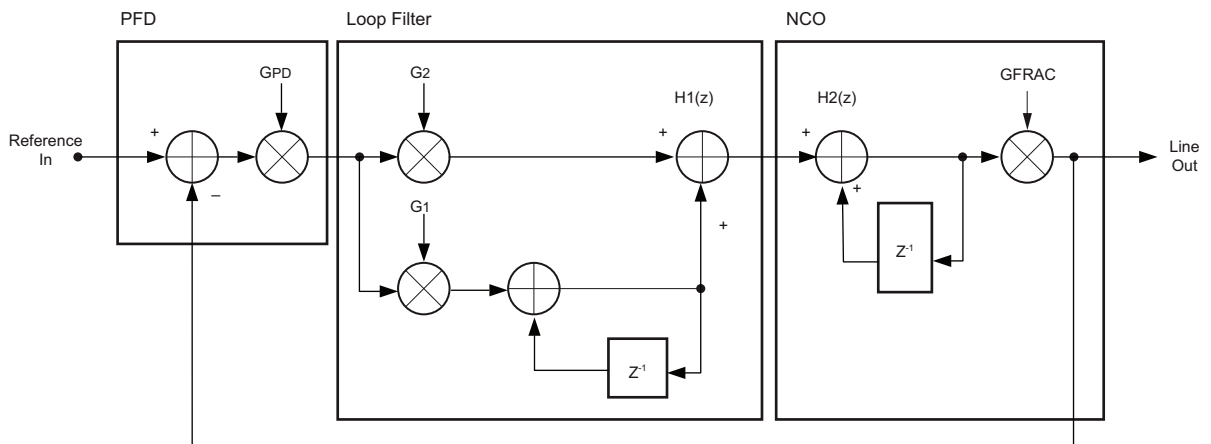 PFD
Loop Filter
NCO
GPD
G2
H1(z)
H2(z)
GFRAC
+
+
+
Reference
In
Line
Out
–
+
G1
+
Z-1
Z-1